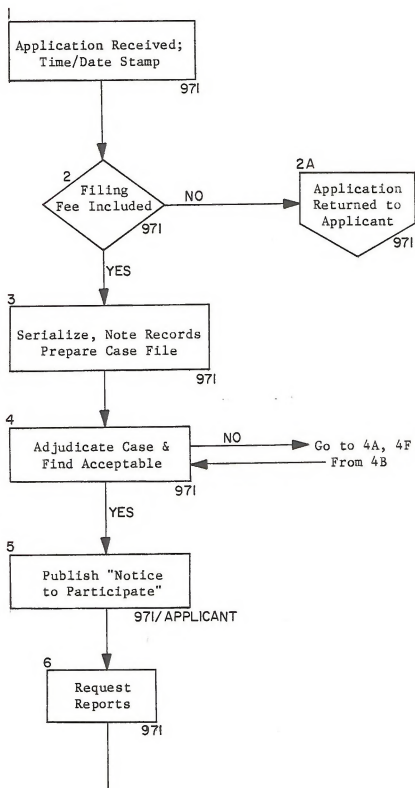 1
Application Received;
Time/Date Stamp
971
2
Filing
Fee Included
971
NO
2A
Application
Returned to
Applicant
971
YES
3
Serialize, Note Records
Prepare Case File
971
4
Adjudicate Case &
Find Acceptable
971
NO
Go to 4A, 4F
From 4B
YES
5
Publish "Notice
to Participate"
971/APPLICANT
6
Request
Reports
971